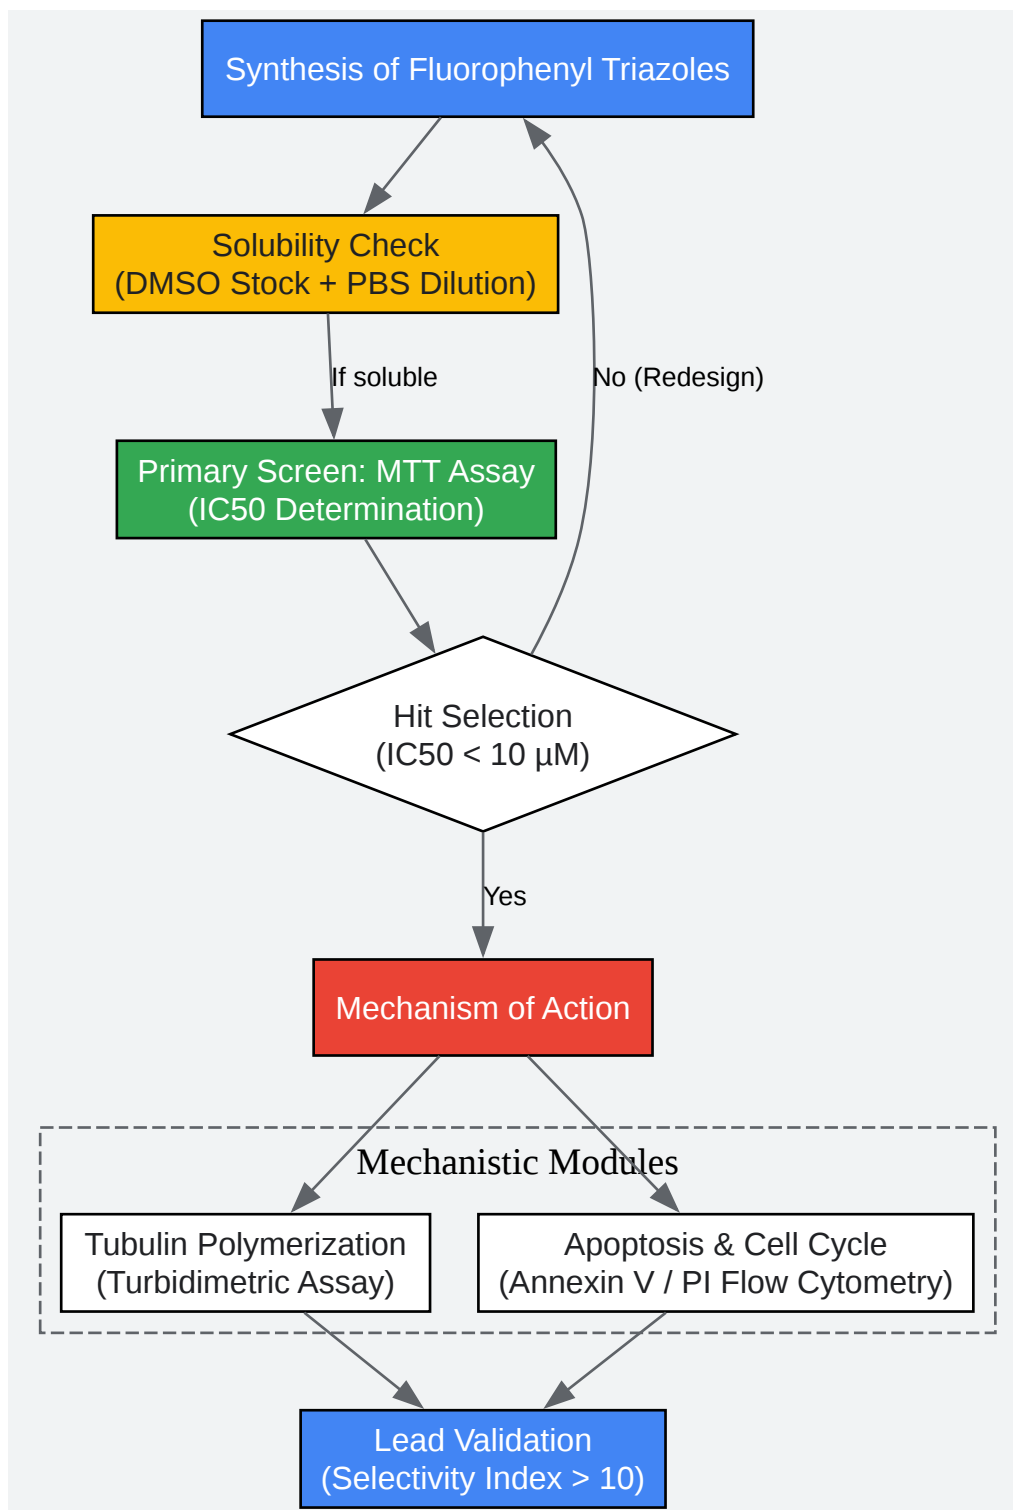 Synthesis of Fluorophenyl Triazoles
Solubility Check
(DMSO Stock + PBS Dilution)
If soluble
No (Redesign)
Primary Screen: MTT Assay
(IC50 Determination)
Hit Selection
(IC50 < 10 µM)
Yes
Mechanism of Action
Mechanistic Modules
Tubulin Polymerization
(Turbidimetric Assay)
Apoptosis & Cell Cycle
(Annexin V / PI Flow Cytometry)
Lead Validation
(Selectivity Index > 10)